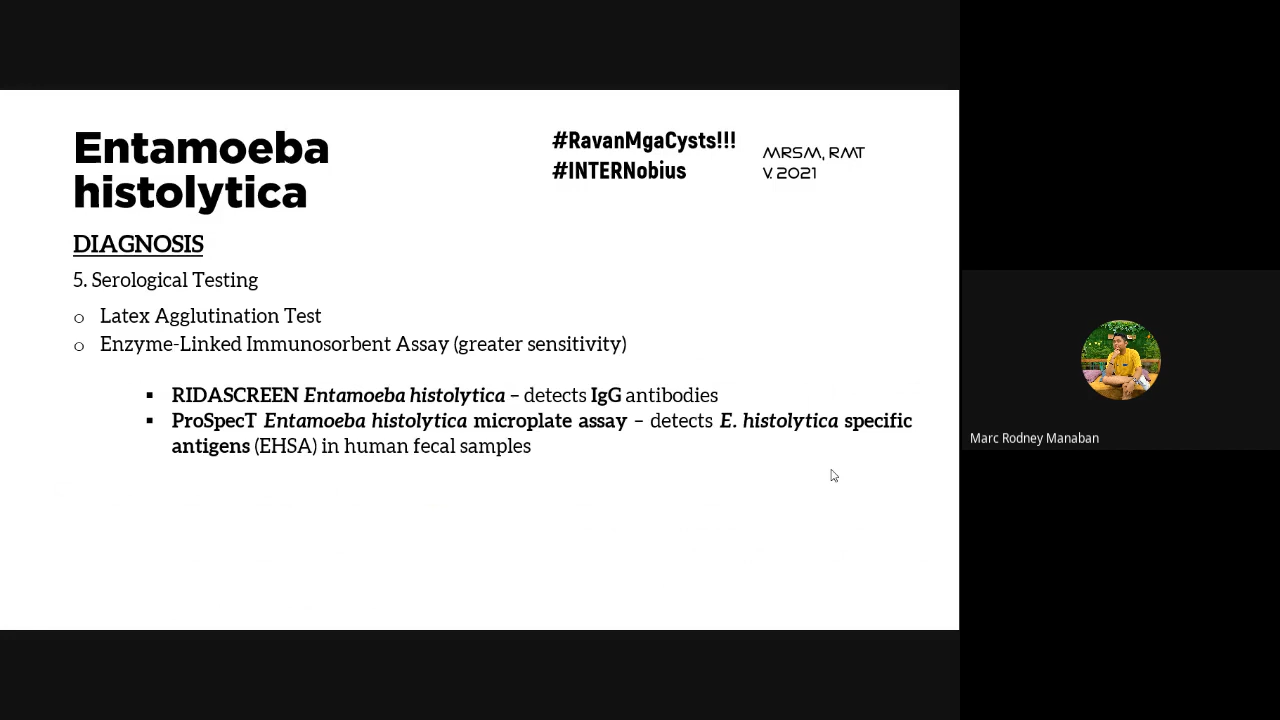 Entamoeba
histolytica
#RavanMgaCysts!!!
#INTERNobius
MRSM, RMT
V. 2021
DIAGNOSIS
5. Serological Testing
o Latex Agglutination Test
o Enzyme-Linked Immunosorbent Assay (greater sensitivity)
▪ RIDASCREEN Entamoeba histolytica – detects IgG antibodies
▪ ProSpecT Entamoeba histolytica microplate assay – detects E. histolytica specific
antigens (EHSA) in human fecal samples
Marc Rodney Manaban